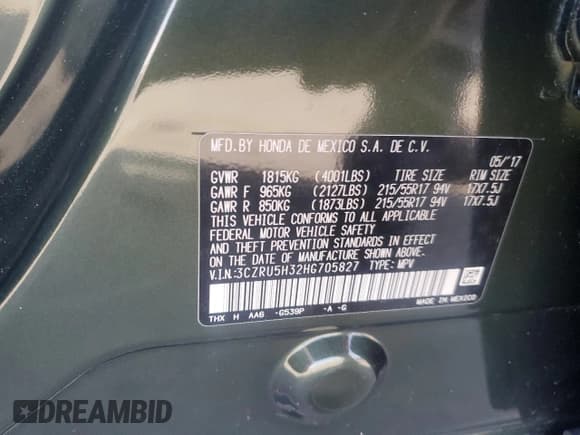 MFD.BY HONDA DE MEXICO S.A. DE C.V.
05/'17
GVWR 1815KG (4001LBS) TIRE SIZE RIM SIZE
GAWR F 965KG (2127LBS) 215/55R17 94V 17X7.5J
GAWR R 850KG (1873LBS) 215/55R17 94V 17X7.5J
THIS VEHICLE CONFORMS TO ALL APPLICABLE
FEDERAL MOTOR VEHICLE SAFETY
AND THEFT PREVENTION STANDARDS IN EFFECT
ON THE DATE OF MANUFACTURE SHOWN ABOVE.
V.I.N.:3C7RU5H32HG705827 TYPE: MPV
THX H AA6 -G539P -A -G
MADE IN MEXICO
DREAMBID